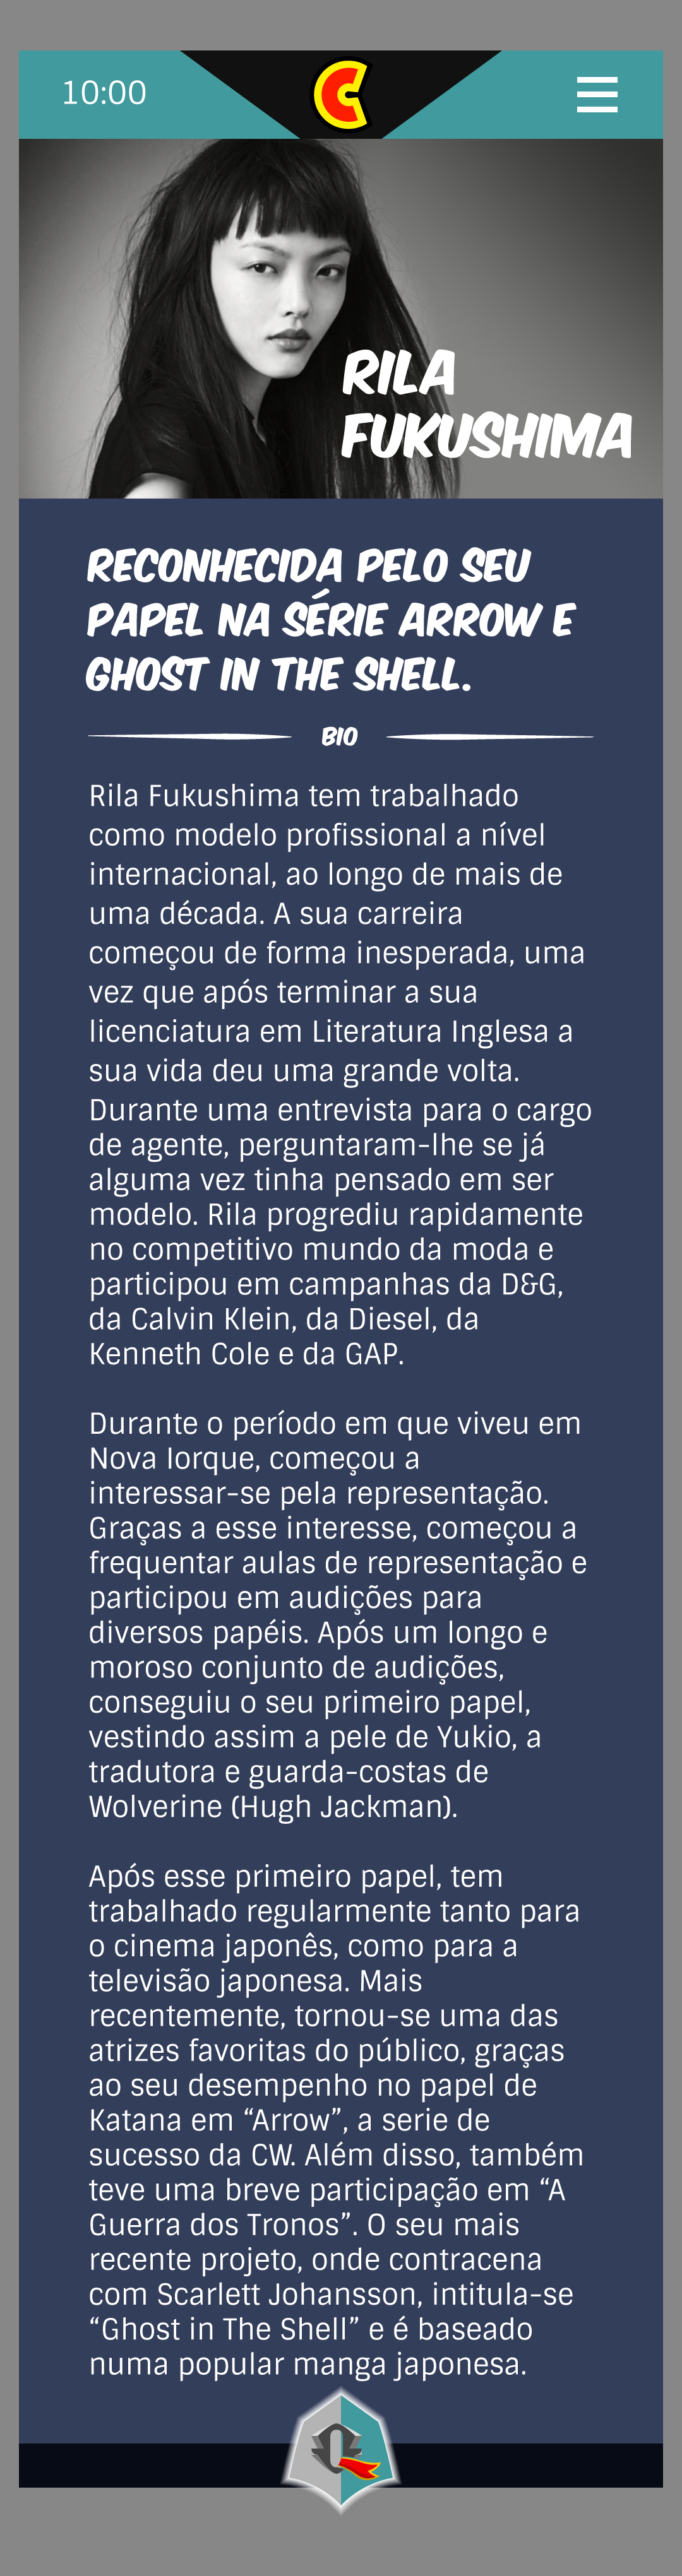 10:00
C
RILA
FUKUSHIMA
RECONHECIDA PELO SEU
PAPEL NA SÉRIE ARROW E
GHOST IN THE SHELL.
BIO
Rila Fukushima tem trabalhado
como modelo profissional a nível
internacional, ao longo de mais de
uma década. A sua carreira
começou de forma inesperada, uma
vez que após terminar a sua
licenciatura em Literatura Inglesa a
sua vida deu uma grande volta.
Durante uma entrevista para o cargo
de agente, perguntaram-lhe se já
alguma vez tinha pensado em ser
modelo. Rila progrediu rapidamente
no competitivo mundo da moda e
participou em campanhas da D&G,
da Calvin Klein, da Diesel, da
Kenneth Cole e da GAP.
Durante o período em que viveu em
Nova Iorque, começou a
interessar-se pela representação.
Graças a esse interesse, começou a
frequentar aulas de representação e
participou em audições para
diversos papéis. Após um longo e
moroso conjunto de audições,
conseguiu o seu primeiro papel,
vestindo assim a pele de Yukio, a
tradutora e guarda-costas de
Wolverine (Hugh Jackman).
Após esse primeiro papel, tem
trabalhado regularmente tanto para
o cinema japonês, como para a
televisão japonesa. Mais
recentemente, tornou-se uma das
atrizes favoritas do público, graças
ao seu desempenho no papel de
Katana em “Arrow”, a serie de
sucesso da CW. Além disso, também
teve uma breve participação em “A
Guerra dos Tronos”. O seu mais
recente projeto, onde contracena
com Scarlett Johansson, intitula-se
“Ghost in The Shell” e é baseado
numa popular manga japonesa.